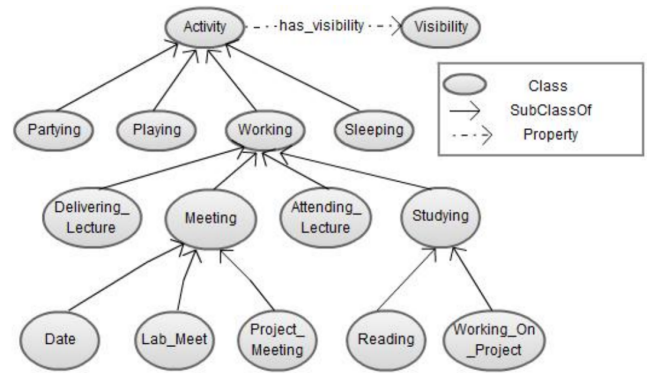 Activity
has_visibility
Visibility
Class
SubClassOf
Property
Partying
Playing
Working
Sleeping
Delivering_
Lecture
Meeting
Attending_
Lecture
Studying
Date
Lab_Meet
Project_
Meeting
Reading
Working_On
_Project